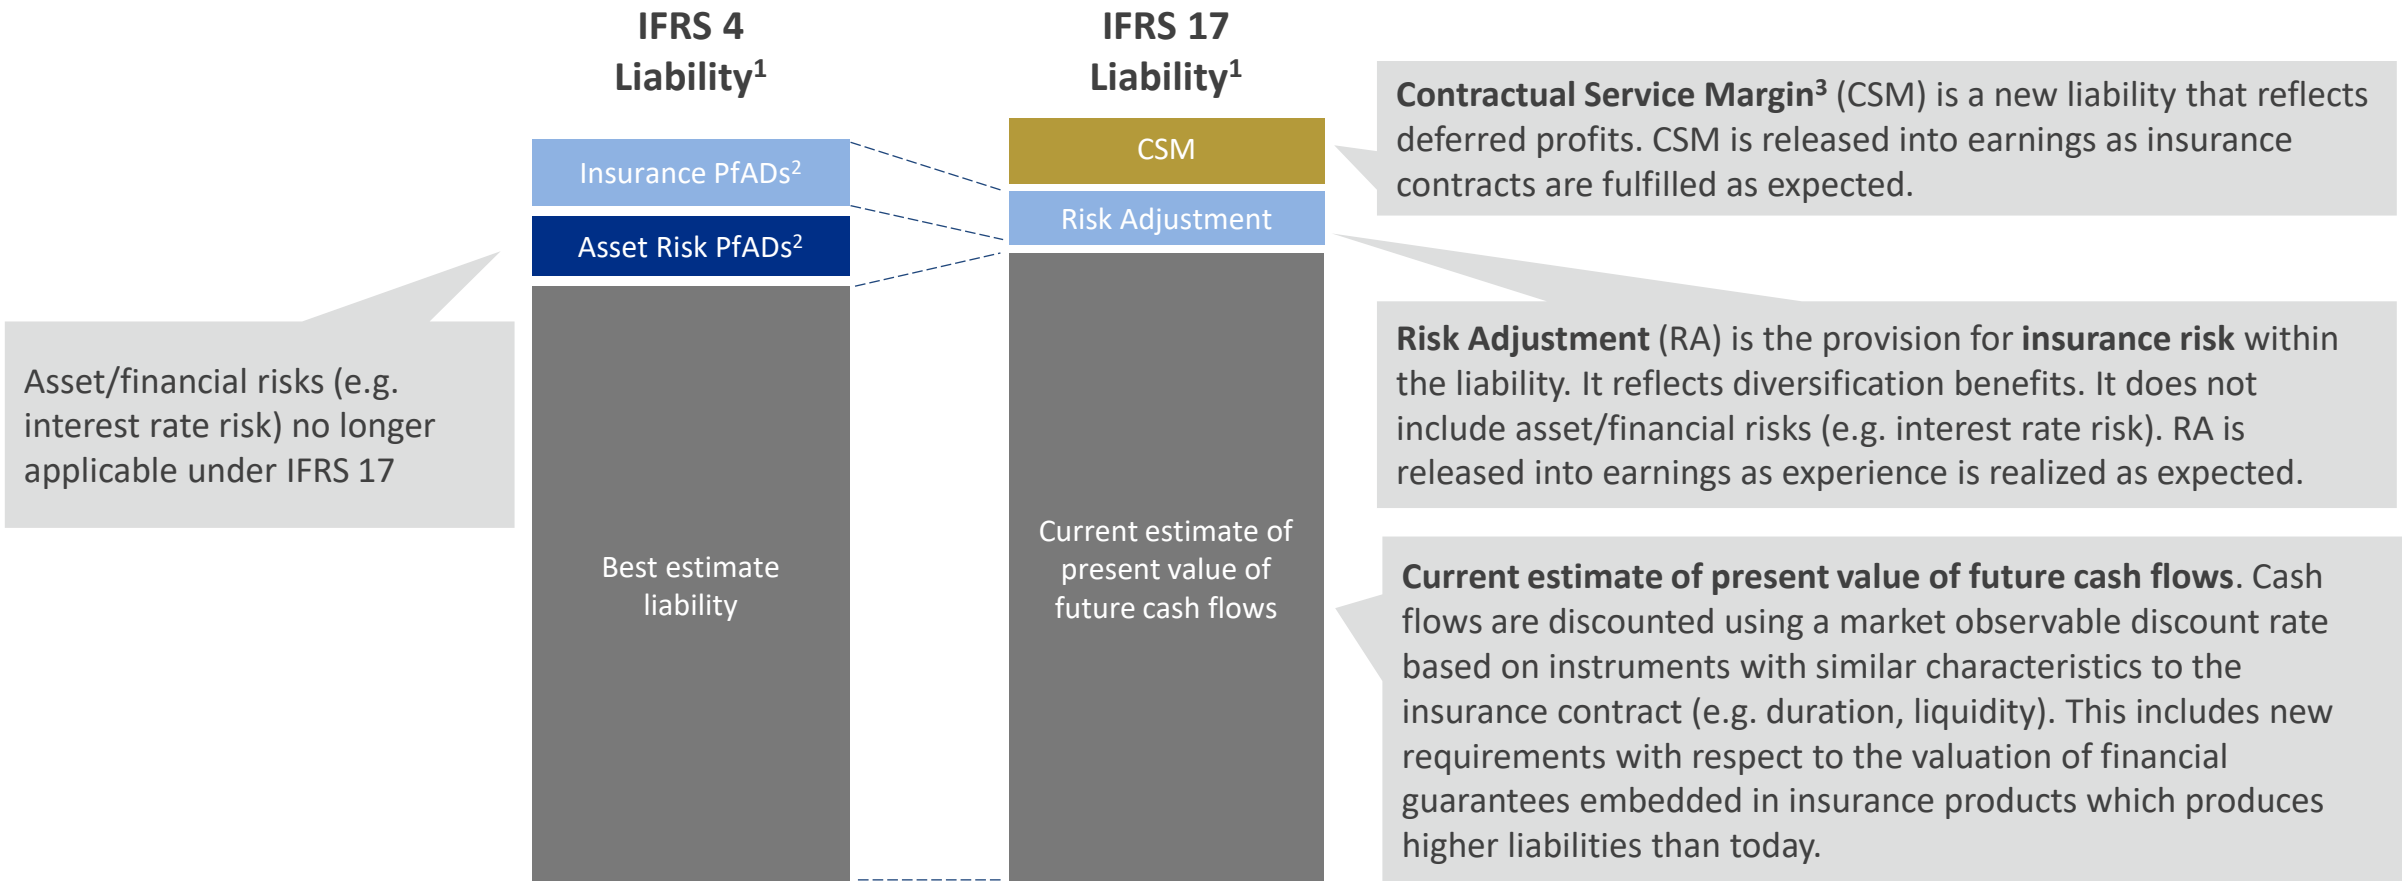 IFRS 4
Liability¹
IFRS 17
Liability¹
Insurance PfADs²
Asset Risk PfADs²
Best estimate
liability
CSM
Risk Adjustment
Current estimate of
present value of
future cash flows
Asset/financial risks (e.g.
interest rate risk) no longer
applicable under IFRS 17
Contractual Service Margin³ (CSM) is a new liability that reflects
deferred profits. CSM is released into earnings as insurance
contracts are fulfilled as expected.
Risk Adjustment (RA) is the provision for insurance risk within
the liability. It reflects diversification benefits. It does not
include asset/financial risks (e.g. interest rate risk). RA is
released into earnings as experience is realized as expected.
Current estimate of present value of future cash flows. Cash
flows are discounted using a market observable discount rate
based on instruments with similar characteristics to the
insurance contract (e.g. duration, liquidity). This includes new
requirements with respect to the valuation of financial
guarantees embedded in insurance products which produces
higher liabilities than today.